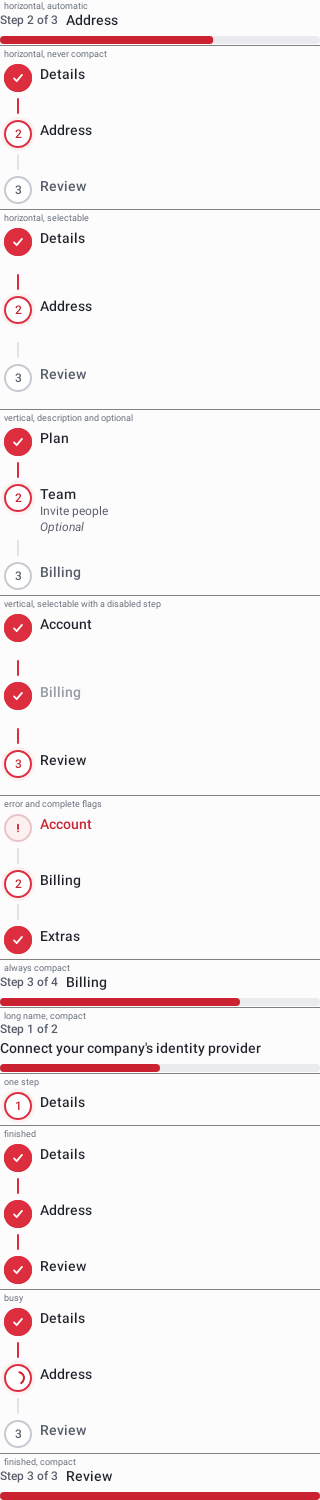 horizontal, automatic
Step 2 of 3 Address
horizontal, never compact
Details
2 Address
3 Review
horizontal, selectable
Details
2 Address
3 Review
vertical, description and optional
Plan
2 Team
Invite people
Optional
3 Billing
vertical, selectable with a disabled step
Account
Billing
3 Review
error and complete flags
! Account
2 Billing
Extras
always compact
Step 3 of 4 Billing
long name, compact
Step 1 of 2
Connect your company's identity provider
one step
1 Details
finished
Details
Address
Review
busy
Details
Address
3 Review
finished, compact
Step 3 of 3 Review